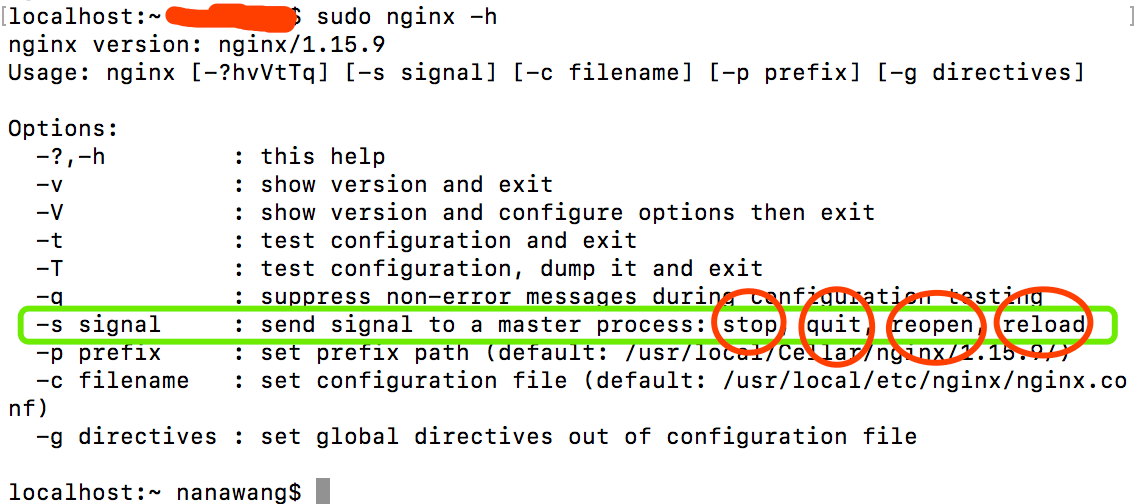 localhost:~ $ sudo nginx -h
nginx version: nginx/1.15.9
Usage: nginx [-?hvVtTq] [-s signal] [-c filename] [-p prefix] [-g directives]
Options:
-?,-h : this help
-v : show version and exit
-V : show version and configure options then exit
-t : test configuration and exit
-T : test configuration, dump it and exit
-q : suppress non-error messages during configuration testing
-s signal : send signal to a master process: stop, quit, reopen, reload
-p prefix : set prefix path (default: /usr/local/Cellar/nginx/1.15.9/)
-c filename : set configuration file (default: /usr/local/etc/nginx/nginx.co
nf)
-g directives : set global directives out of configuration file
localhost:~ nanawang$